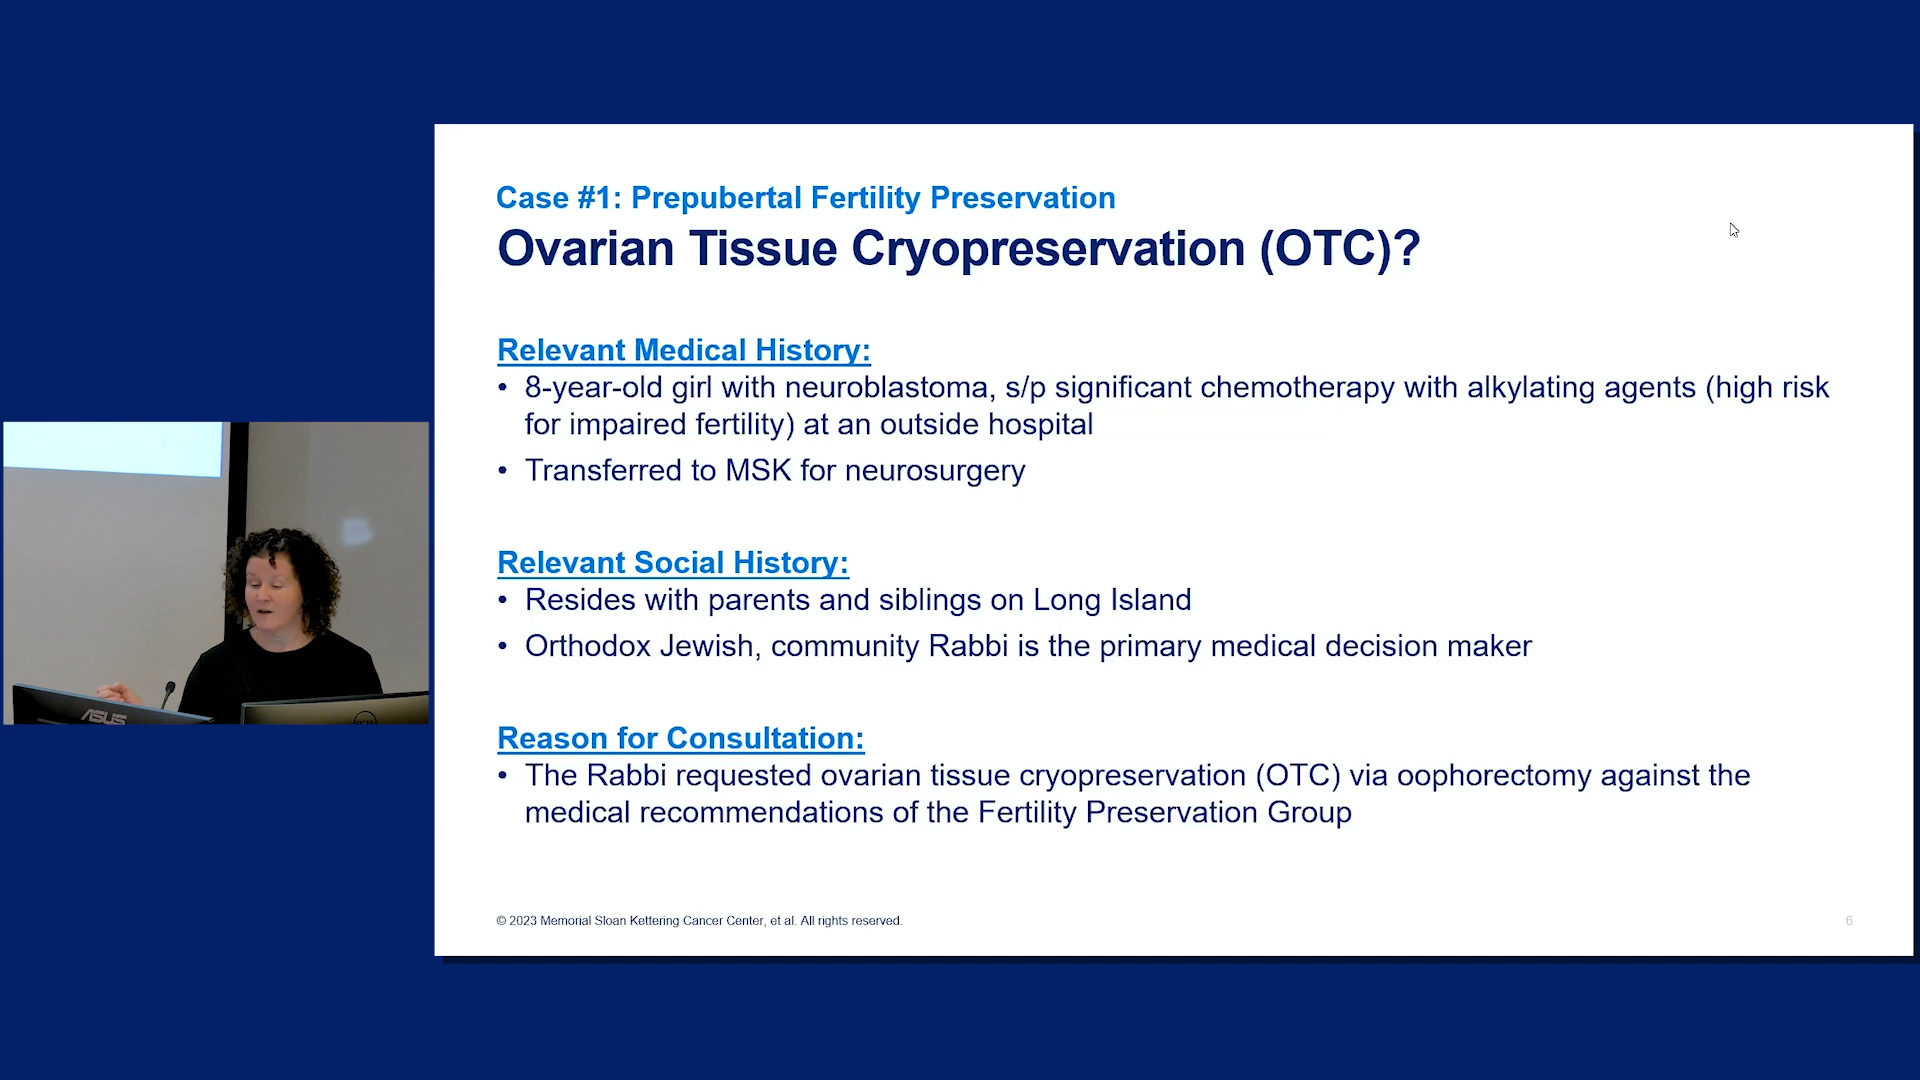 Case #1: Prepubertal Fertility Preservation
Ovarian Tissue Cryopreservation (OTC)?
Relevant Medical History:
• 8-year-old girl with neuroblastoma, s/p significant chemotherapy with alkylating agents (high risk
for impaired fertility) at an outside hospital
• Transferred to MSK for neurosurgery
Relevant Social History:
• Resides with parents and siblings on Long Island
• Orthodox Jewish, community Rabbi is the primary medical decision maker
Reason for Consultation:
• The Rabbi requested ovarian tissue cryopreservation (OTC) via oophorectomy against the
medical recommendations of the Fertility Preservation Group
© 2023 Memorial Sloan Kettering Cancer Center, et al. All rights reserved.
6
ASUS